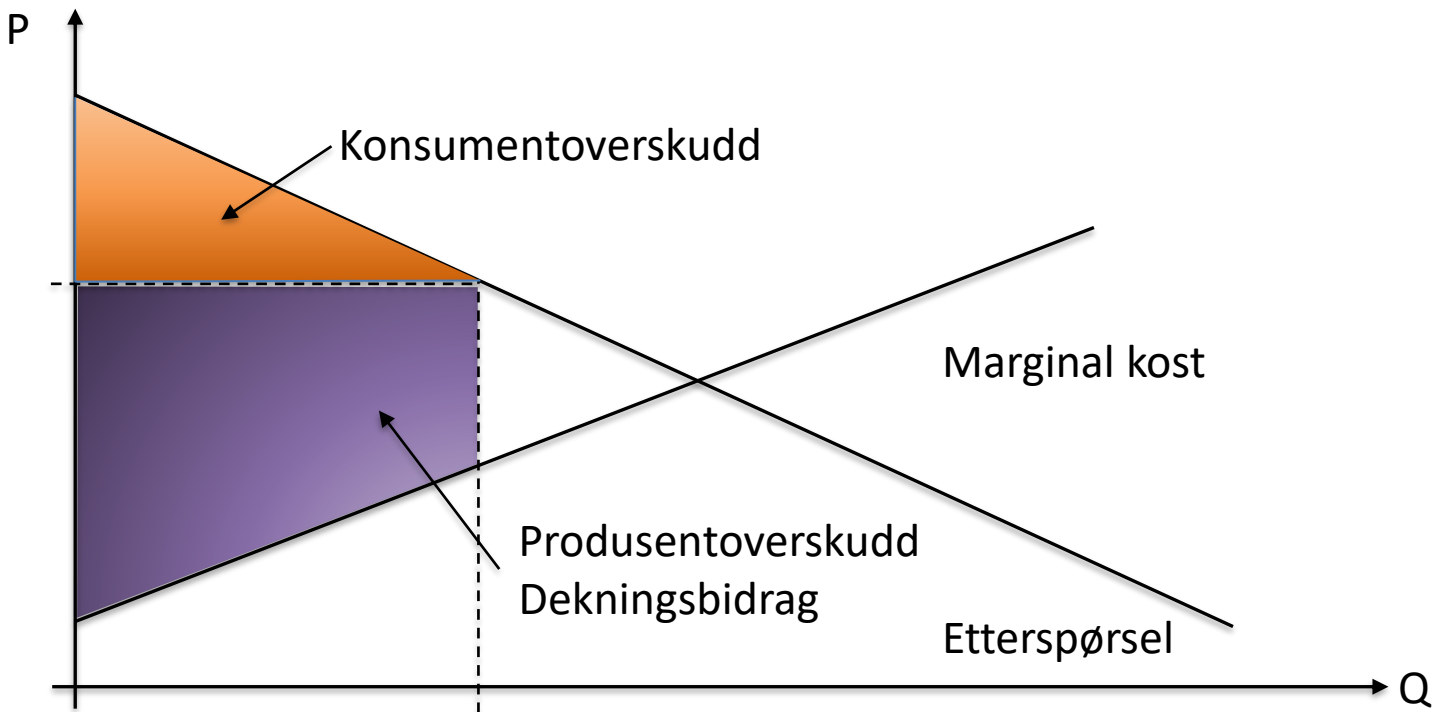 P
Konsumentoverskudd
Marginal kost
Produsentoverskudd
Dekningsbidrag
Etterspørsel
Q